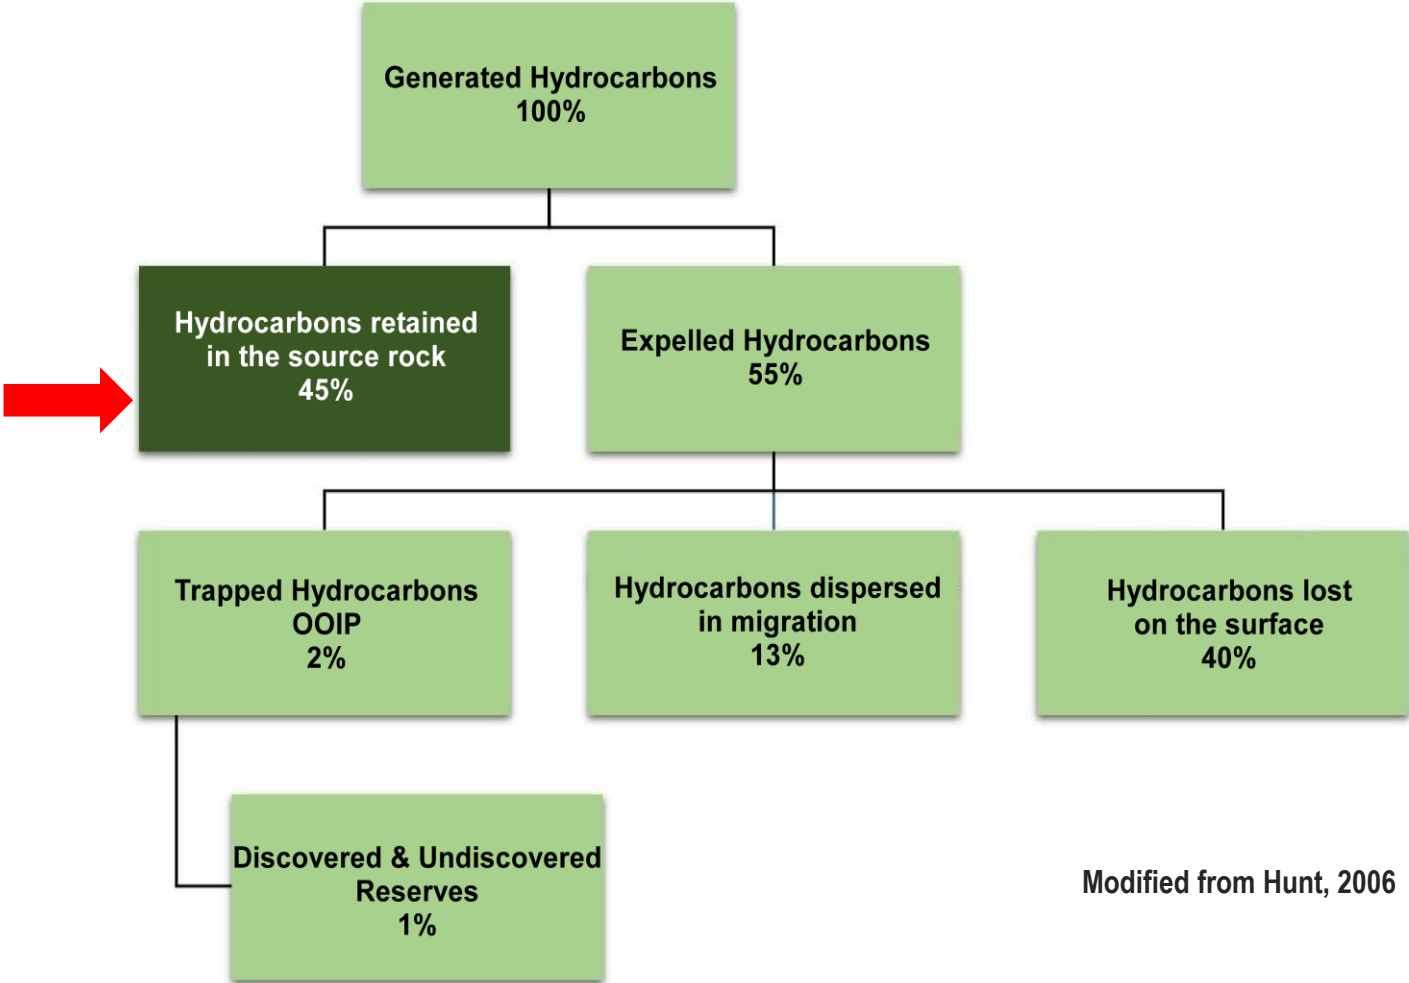 Generated Hydrocarbons
100%
Hydrocarbons retained
in the source rock
45%
Expelled Hydrocarbons
55%
Trapped Hydrocarbons
OOIP
2%
Hydrocarbons dispersed
in migration
13%
Hydrocarbons lost
on the surface
40%
Discovered & Undiscovered
Reserves
1%
Modified from Hunt, 2006